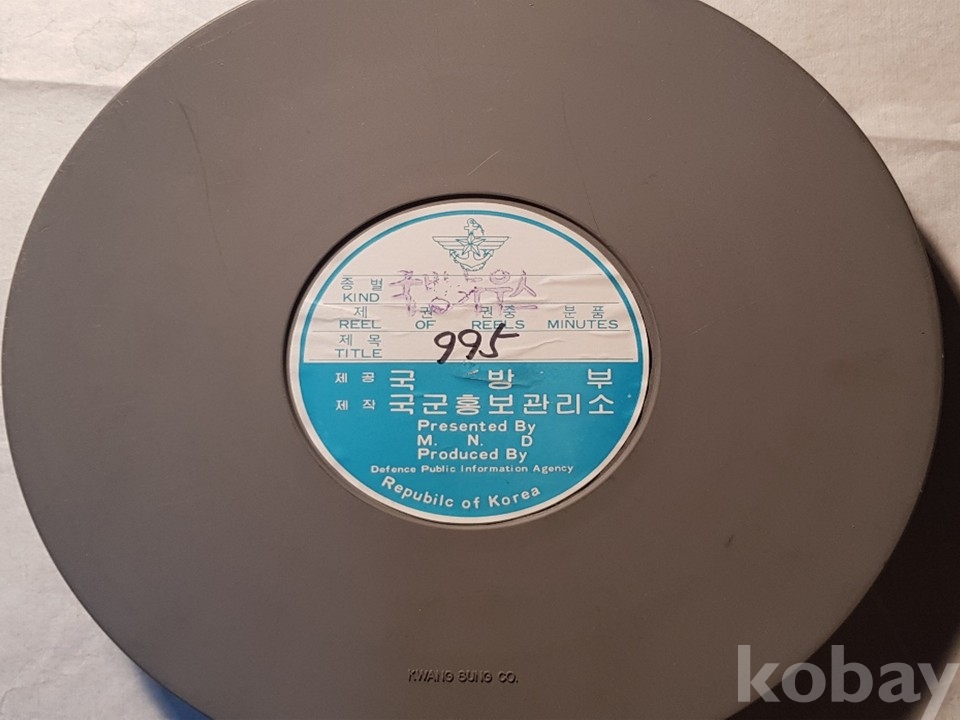 종별 국방뉴우스
KIND
제 권 권중 분품
REEL OF REELS MINUTES
제목 995
TITLE
제공 국방부
제작 국군홍보관리소
Presented By
M. N. D
Produced By
Defence Public Information Agency
Repubilc of Korea
KWANG SUNG CO.
kobay